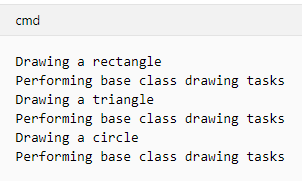 cmd
Drawing a rectangle
Performing base class drawing tasks
Drawing a triangle
Performing base class drawing tasks
Drawing a circle
Performing base class drawing tasks